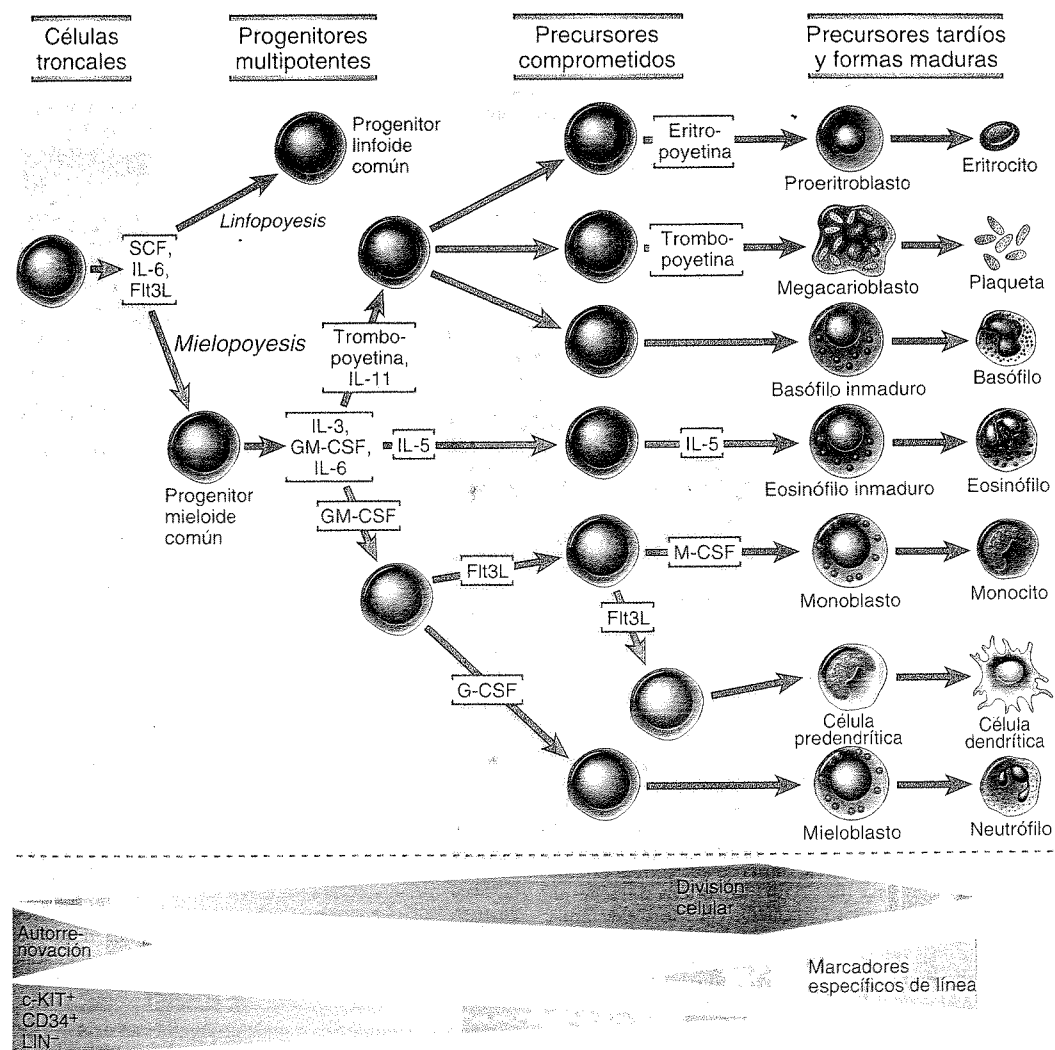 Células
troncales
Progenitores
multipotentes
Precursores
comprometidos
Precursores tardíos
y formas maduras
Progenitor
linfoide
común
Linfopoyesis
SCF,
IL-6,
Flt3L
Mielopoyesis
Trombo-
poyetina,
IL-11
IL-3,
GM-CSF,
IL-6
IL-5
GM-CSF
Progenitor
mieloide
común
Flt3L
G-CSF
Eritro-
poyetina
Proeritroblasto
Eritrocito
Trombo-
poyetina
Megacarioblasto
Plaqueta
Basófilo inmaduro
Basófilo
IL-5
Eosinófilo inmaduro
Eosinófilo
M-CSF
Monoblasto
Monocito
Flt3L
Célula
predendrítica
Célula
dendrítica
Mieloblasto
Neutrófilo
División
celular
Autorre-
novación
Marcadores
específicos de línea
c-KIT+
CD34+
LIN–